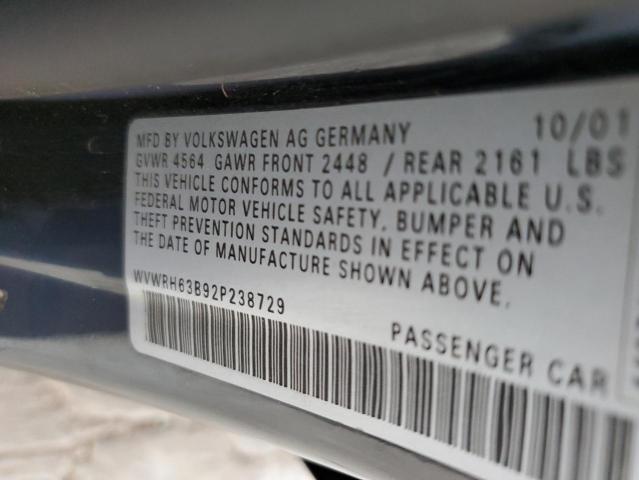 MFD BY VOLKSWAGEN AG GERMANY 10/01
GVWR 4564 GAWR FRONT 2448 / REAR 2161 LBS
THIS VEHICLE CONFORMS TO ALL APPLICABLE U.S.
FEDERAL MOTOR VEHICLE SAFETY, BUMPER AND
THEFT PREVENTION STANDARDS IN EFFECT ON
THE DATE OF MANUFACTURE SHOWN ABOVE.
WVWRH63B92P238729
PASSENGER CAR